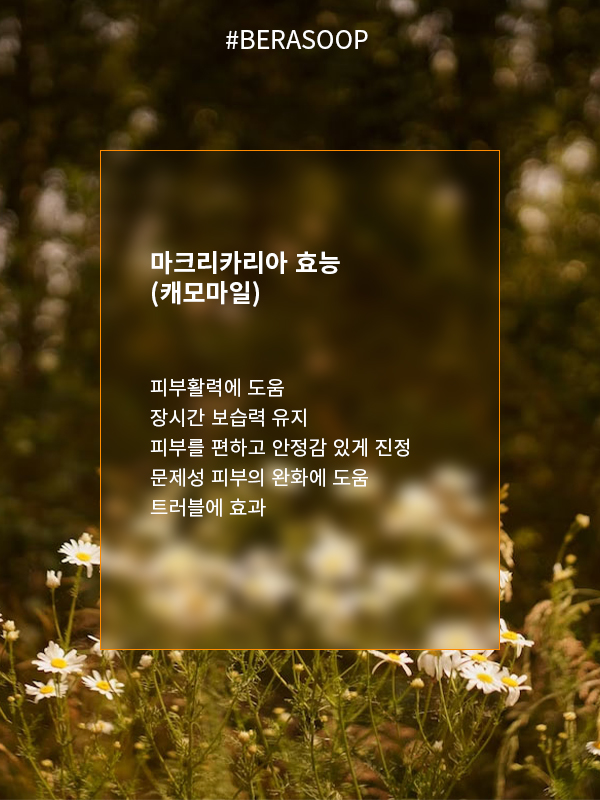 #BERASOOP
마크리카리아 효능
(캐모마일)
피부활력에 도움
장시간 보습력 유지
피부를 편하고 안정감 있게 진정
문제성 피부의 완화에 도움
트러블에 효과